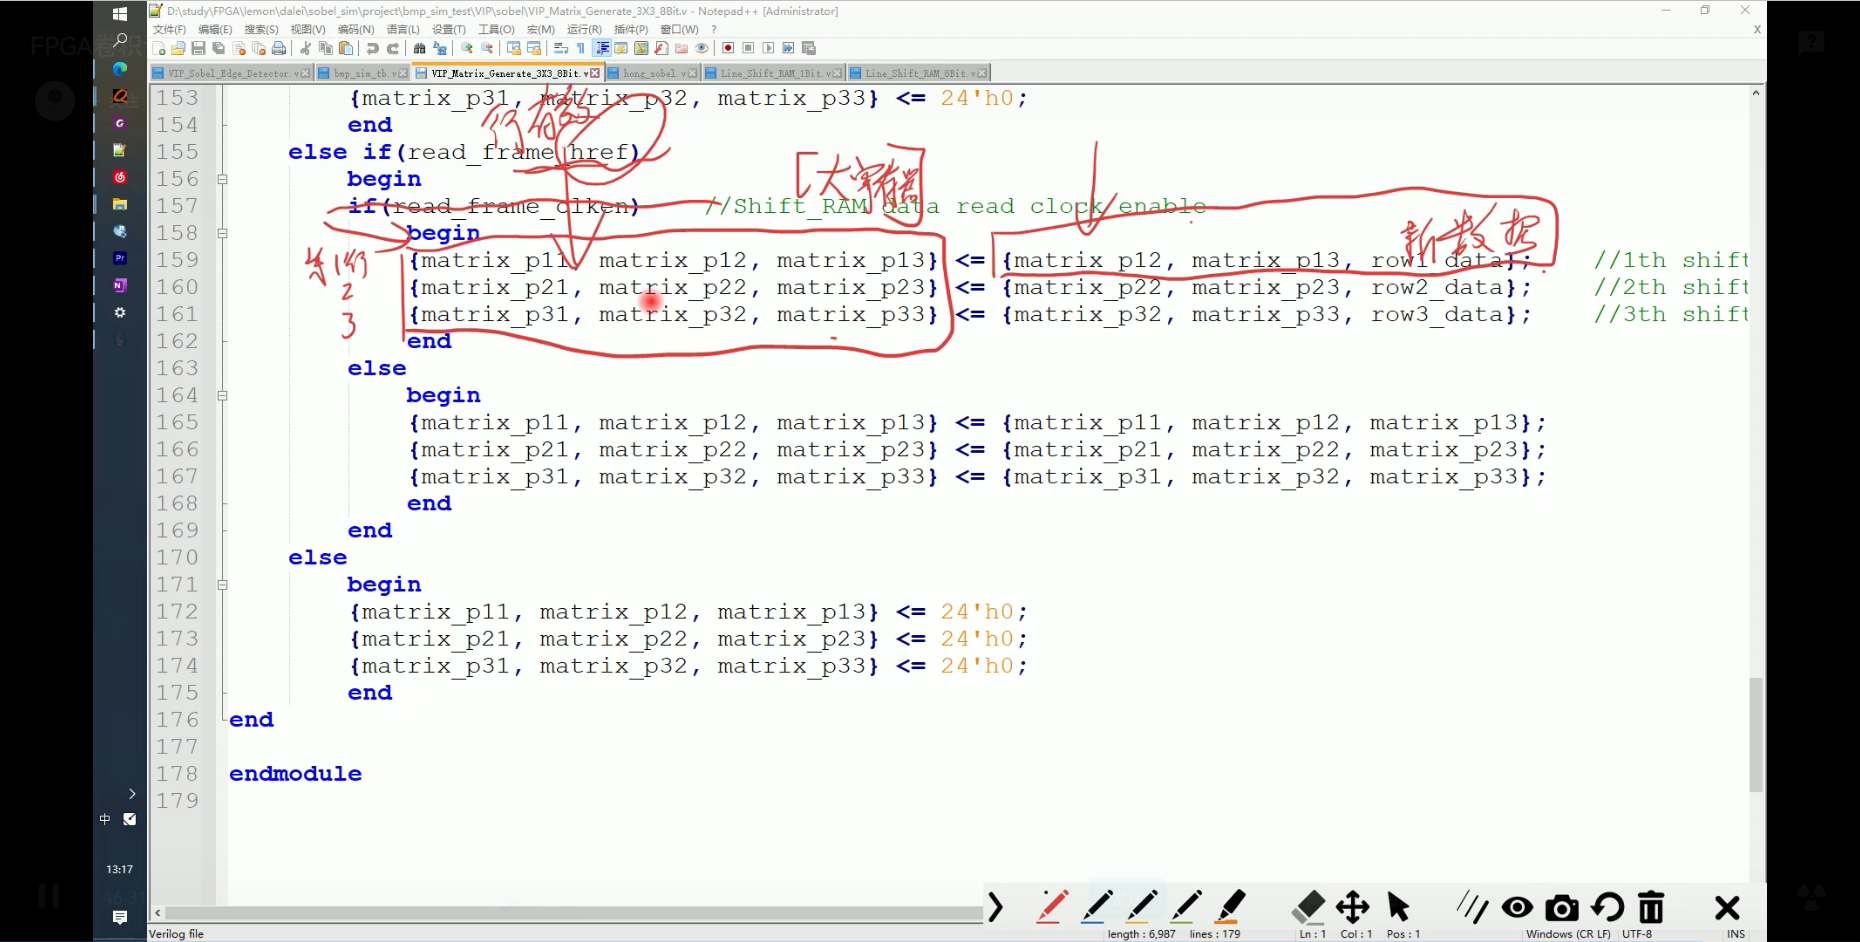 D:\study\FPGA\lemon\dalei\sobel_sim\project\bmp_sim_test\VIP\sobel\VIP_Matrix_Generate_3X3_8Bit.v - Notepad++ [Administrator]
文件(F) 编辑(E) 搜索(S) 视图(V) 编码(N) 语言(L) 设置(T) 工具(O) 宏(M) 运行(R) 插件(P) 窗口(W) ? X
VIP_Sobel_Edge_Detector.v bmp_sim_tb.v VIP_Matrix_Generate_3X3_8Bit.v hong_sobel.v Line_Shift_RAM_1Bit.v Line_Shift_RAM_8Bit.v
153 {matrix_p31, matrix_p32, matrix_p33} <= 24'h0;
154 end
行有效
155 else if(read_frame_href)
156 begin
[大家看]
157 if(read_frame_clken) //Shift_RAM data read clock enable
158 begin
新数据
第1行
159 {matrix_p11, matrix_p12, matrix_p13} <= {matrix_p12, matrix_p13, row1_data}; //1th shift
2
160 {matrix_p21, matrix_p22, matrix_p23} <= {matrix_p22, matrix_p23, row2_data}; //2th shift
3
161 {matrix_p31, matrix_p32, matrix_p33} <= {matrix_p32, matrix_p33, row3_data}; //3th shift
162 end
163 else
164 begin
165 {matrix_p11, matrix_p12, matrix_p13} <= {matrix_p11, matrix_p12, matrix_p13};
166 {matrix_p21, matrix_p22, matrix_p23} <= {matrix_p21, matrix_p22, matrix_p23};
167 {matrix_p31, matrix_p32, matrix_p33} <= {matrix_p31, matrix_p32, matrix_p33};
168 end
169 end
170 else
171 begin
172 {matrix_p11, matrix_p12, matrix_p13} <= 24'h0;
173 {matrix_p21, matrix_p22, matrix_p23} <= 24'h0;
174 {matrix_p31, matrix_p32, matrix_p33} <= 24'h0;
175 end
176 end
177
178 endmodule
179
中
13:17
Verilog file length : 6,987 lines : 179 Ln : 1 Col : 1 Pos : 1 Windows (CR LF) UTF-8 INS